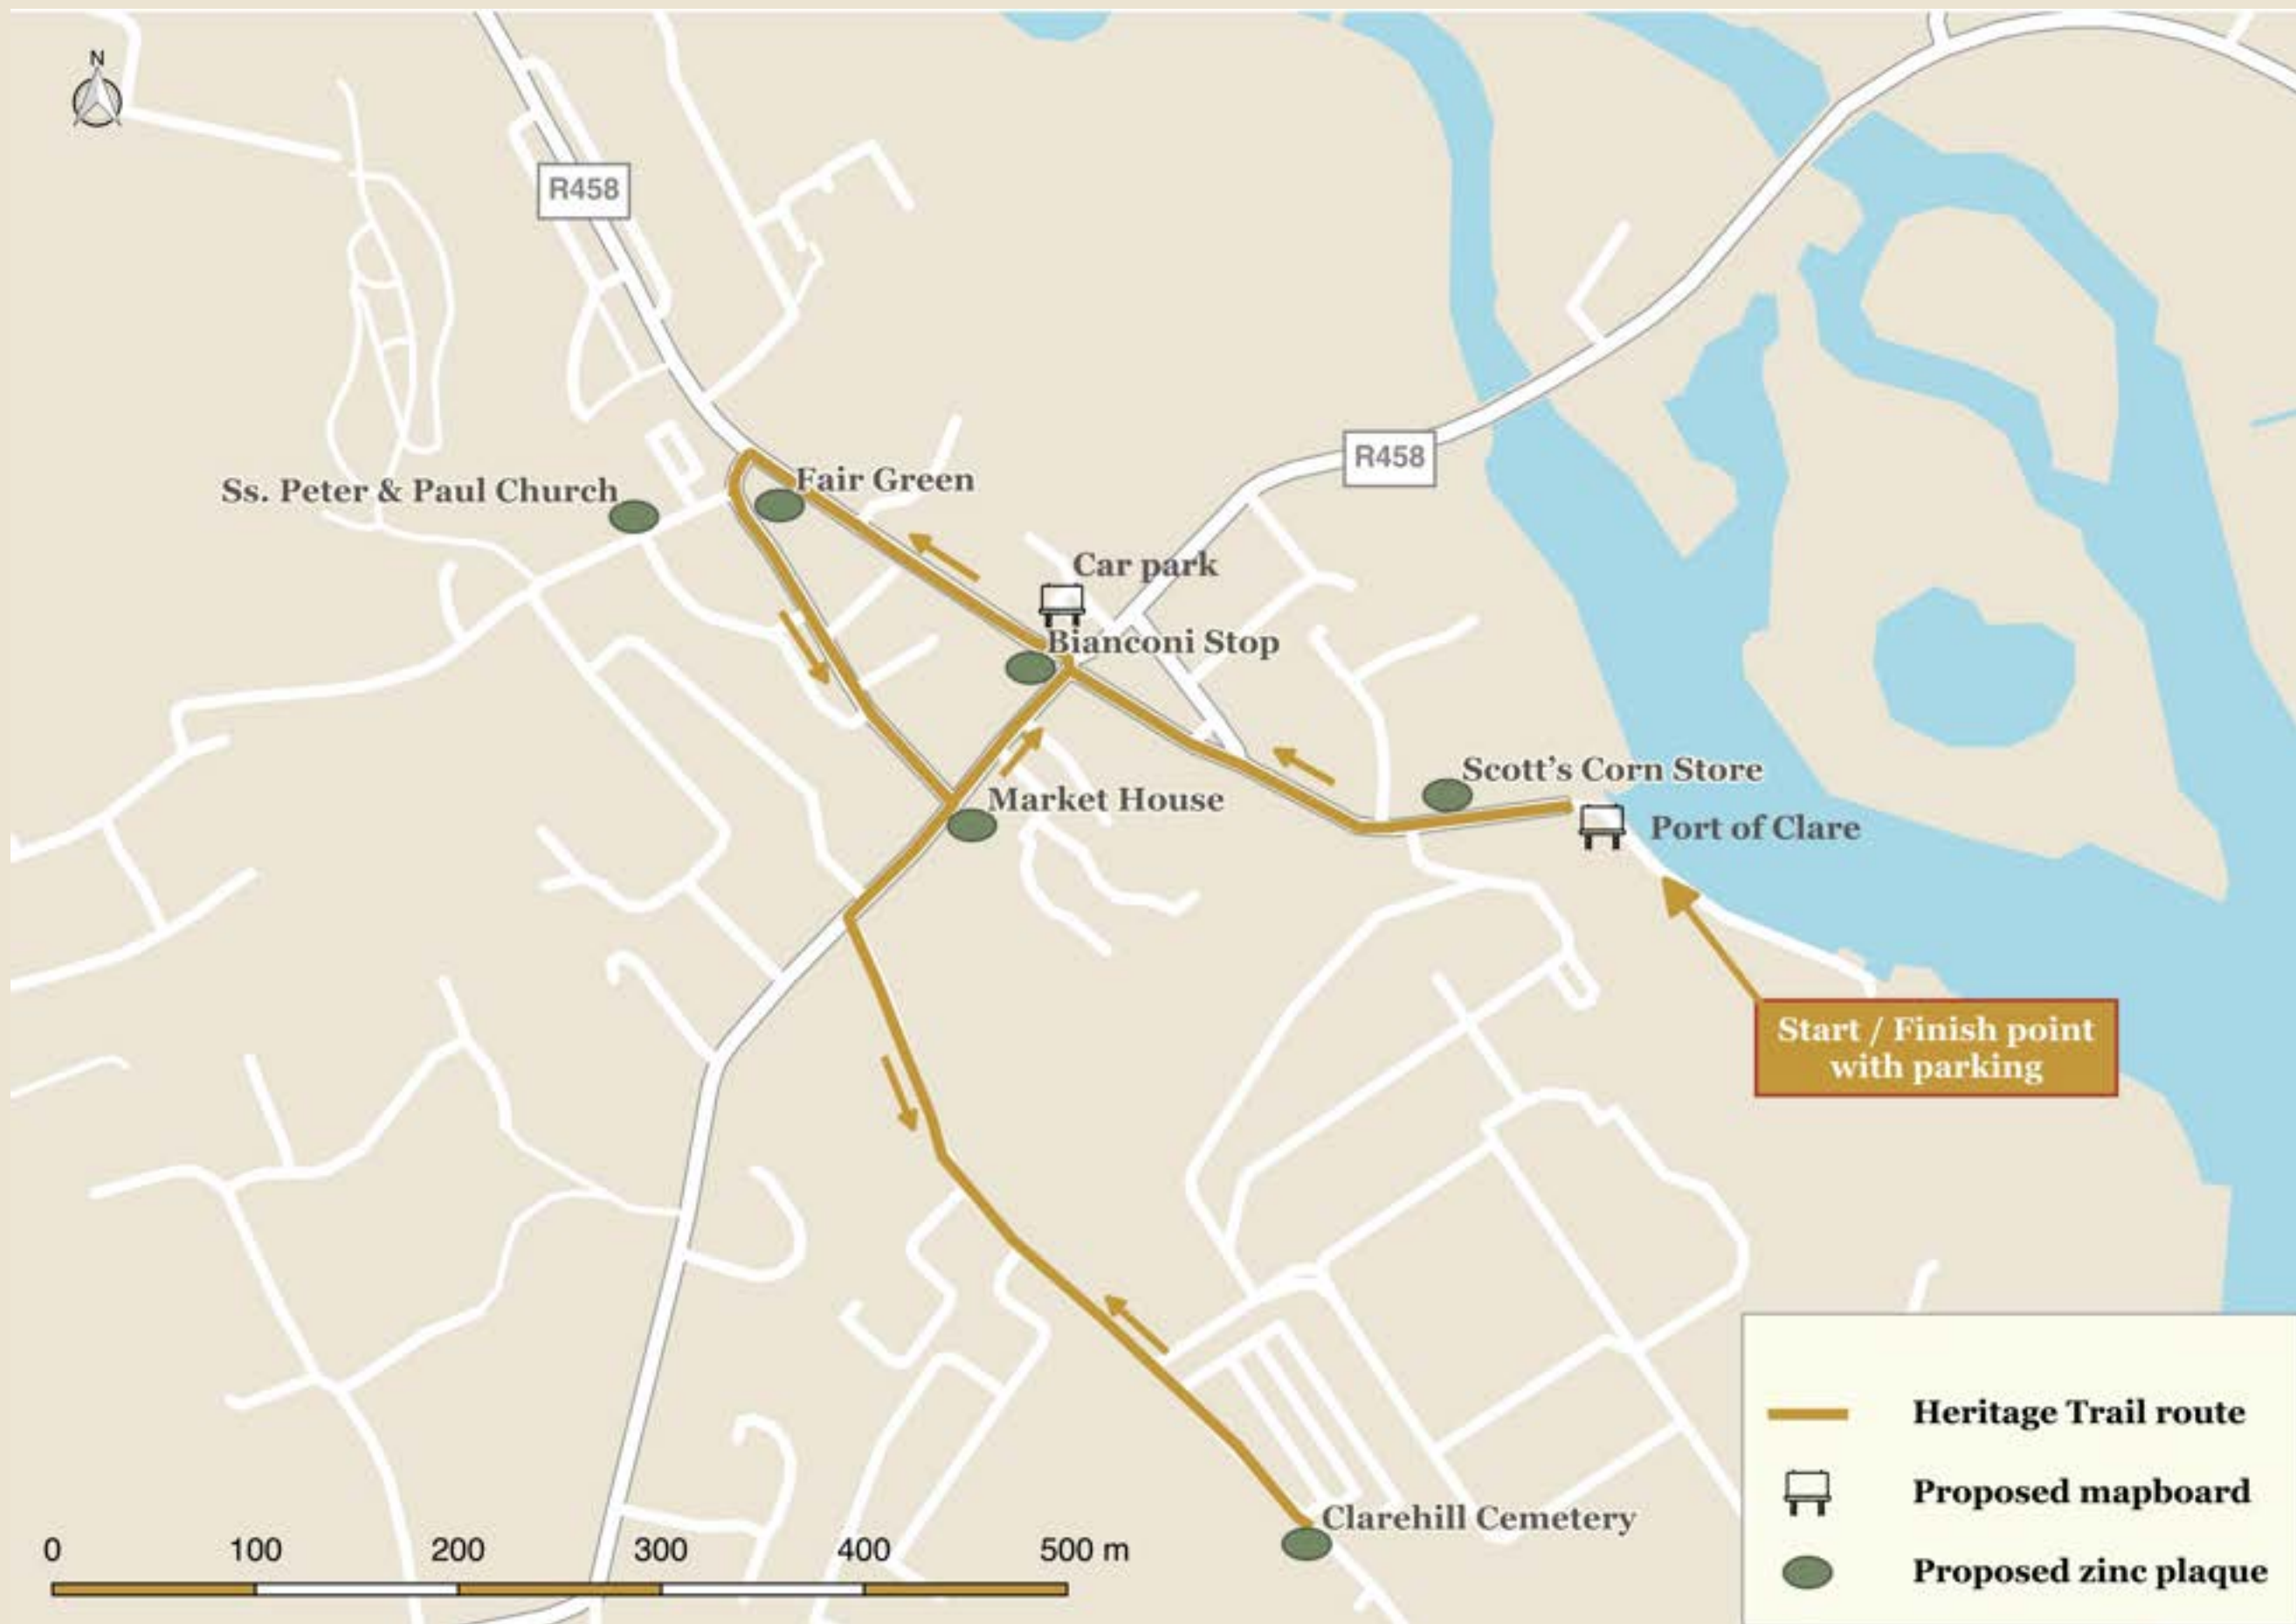 N
R458
Ss. Peter & Paul Church
Fair Green
R458
Car park
Bianconi Stop
Scott's Corn Store
Market House
Port of Clare
Start / Finish point
with parking
Clarehill Cemetery
0 100 200 300 400 500 m
Heritage Trail route
Proposed mapboard
Proposed zinc plaque